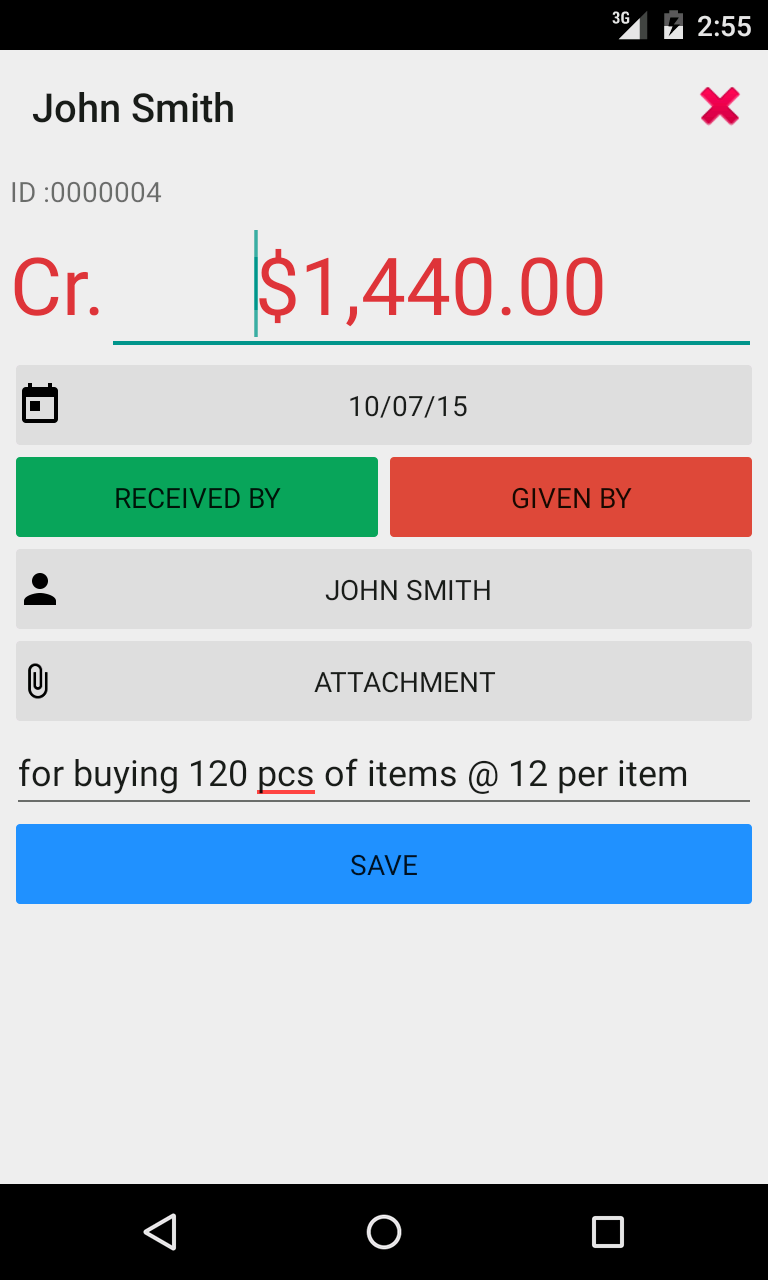 3G 2:55
John Smith
ID :0000004
Cr. $1,440.00
10/07/15
RECEIVED BY GIVEN BY
JOHN SMITH
ATTACHMENT
for buying 120 pcs of items @ 12 per item
SAVE